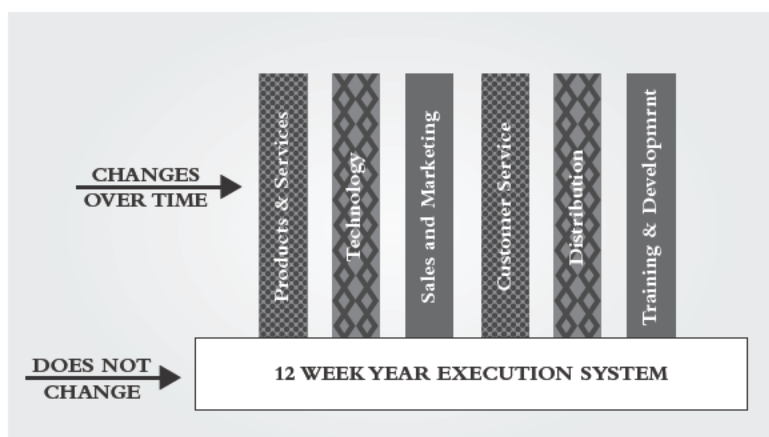 CHANGES
OVER TIME
Products & Services
Technology
Sales and Marketing
Customer Service
Distribution
Training & Developmrnt
DOES NOT
CHANGE
12 WEEK YEAR EXECUTION SYSTEM